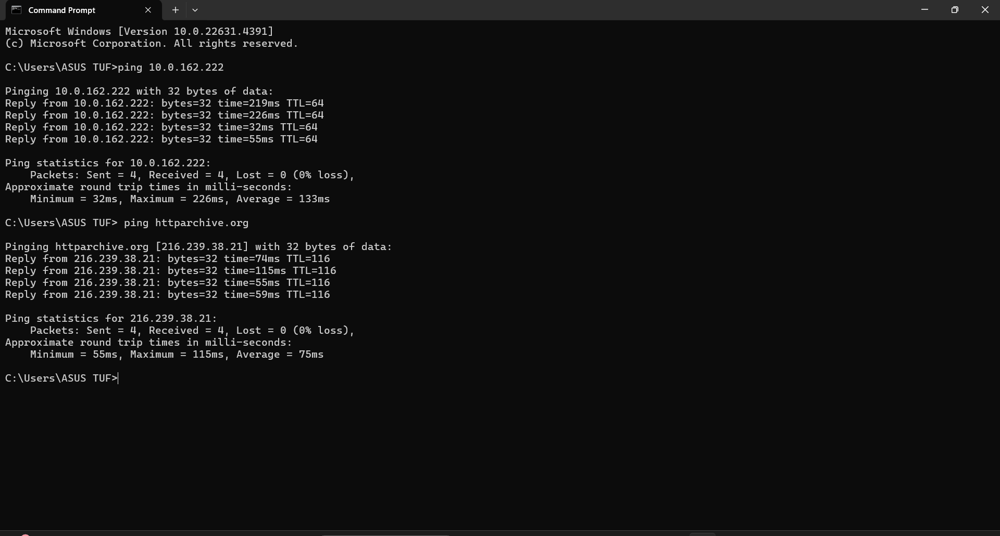 Command Prompt
Microsoft Windows [Version 10.0.22631.4391]
(c) Microsoft Corporation. All rights reserved.
C:\Users\ASUS TUF>ping 10.0.162.222
Pinging 10.0.162.222 with 32 bytes of data:
Reply from 10.0.162.222: bytes=32 time=219ms TTL=64
Reply from 10.0.162.222: bytes=32 time=226ms TTL=64
Reply from 10.0.162.222: bytes=32 time=32ms TTL=64
Reply from 10.0.162.222: bytes=32 time=55ms TTL=64
Ping statistics for 10.0.162.222:
    Packets: Sent = 4, Received = 4, Lost = 0 (0% loss),
Approximate round trip times in milli-seconds:
    Minimum = 32ms, Maximum = 226ms, Average = 133ms
C:\Users\ASUS TUF> ping httparchive.org
Pinging httparchive.org [216.239.38.21] with 32 bytes of data:
Reply from 216.239.38.21: bytes=32 time=74ms TTL=116
Reply from 216.239.38.21: bytes=32 time=115ms TTL=116
Reply from 216.239.38.21: bytes=32 time=55ms TTL=116
Reply from 216.239.38.21: bytes=32 time=59ms TTL=116
Ping statistics for 216.239.38.21:
    Packets: Sent = 4, Received = 4, Lost = 0 (0% loss),
Approximate round trip times in milli-seconds:
    Minimum = 55ms, Maximum = 115ms, Average = 75ms
C:\Users\ASUS TUF>